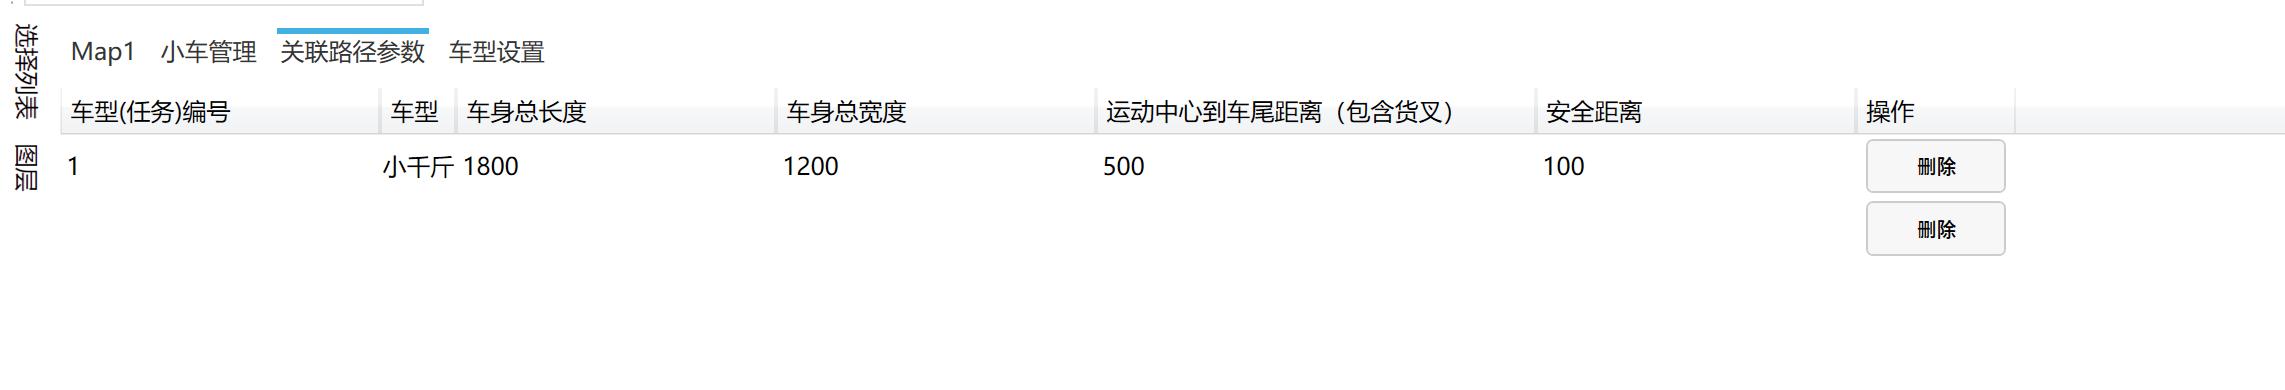 选择列表
图层
Map1 小车管理 关联路径参数 车型设置
车型(任务)编号 车型 车身总长度 车身总宽度 运动中心到车尾距离（包含货叉） 安全距离 操作
1 小千斤 1800 1200 500 100 删除
删除